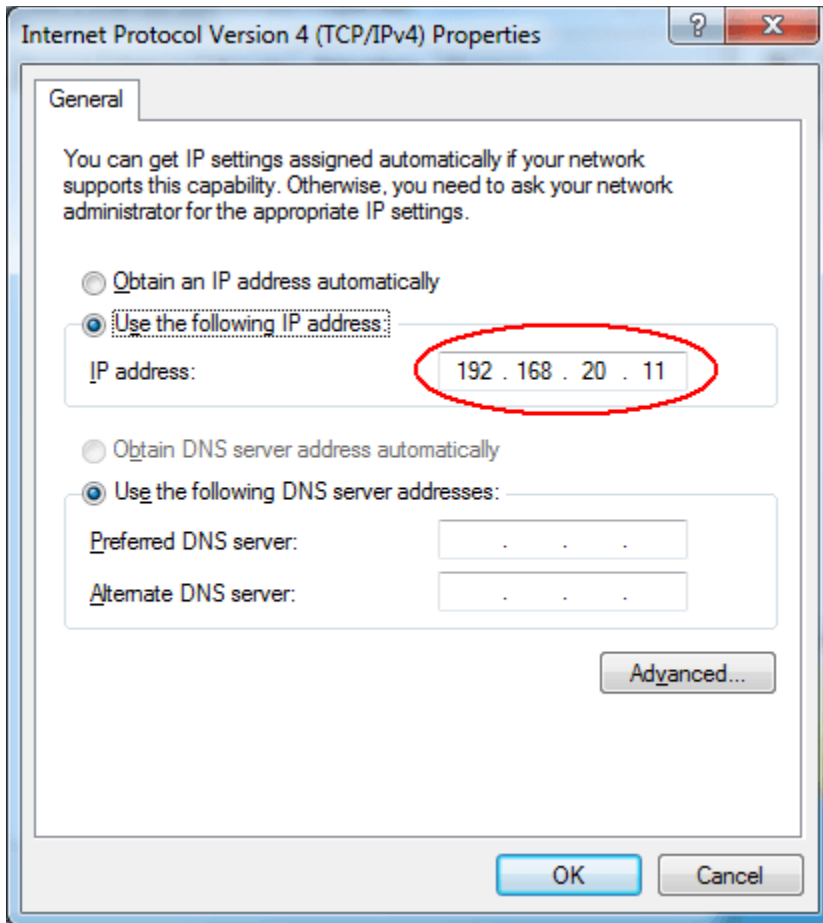 Internet Protocol Version 4 (TCP/IPv4) Properties
General
You can get IP settings assigned automatically if your network
supports this capability. Otherwise, you need to ask your network
administrator for the appropriate IP settings.
Obtain an IP address automatically
Use the following IP address:
IP address: 192 . 168 . 20 . 11
Obtain DNS server address automatically
Use the following DNS server addresses:
Preferred DNS server: . . .
Alternate DNS server: . . .
Advanced...
OK Cancel